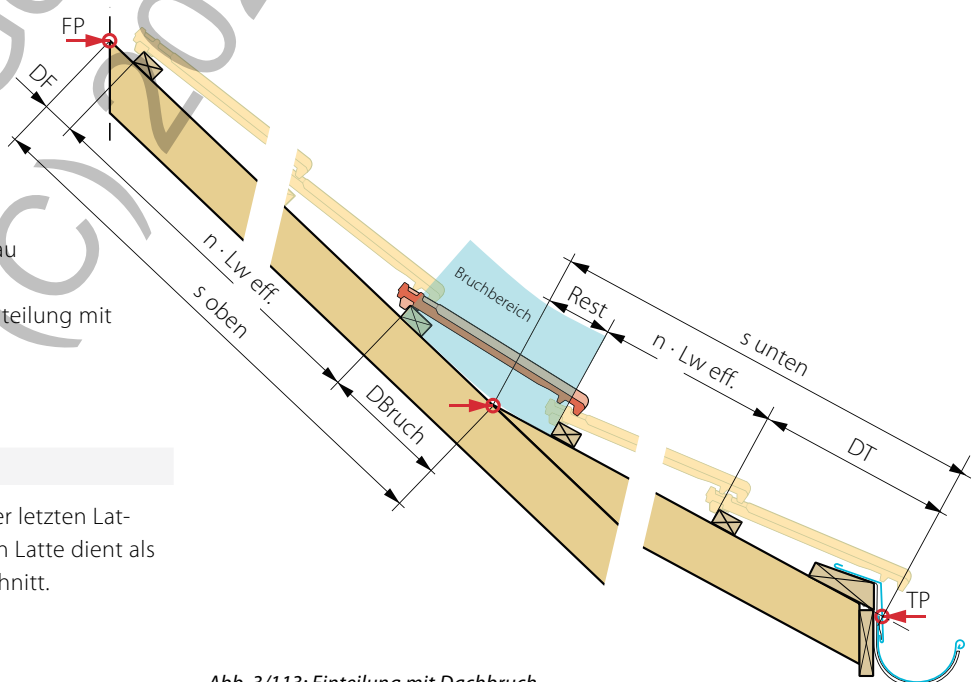 (C) 202
FP
DF
au
teilung mit
er letzten Lat-
n Latte dient als
hnitt.
n · Lw eff.
s oben
DBruch
Bruchbereich
Rest
n · Lw eff.
s unten
DT
TP
Abb. 3/113: Einteilung mit Dachbruch